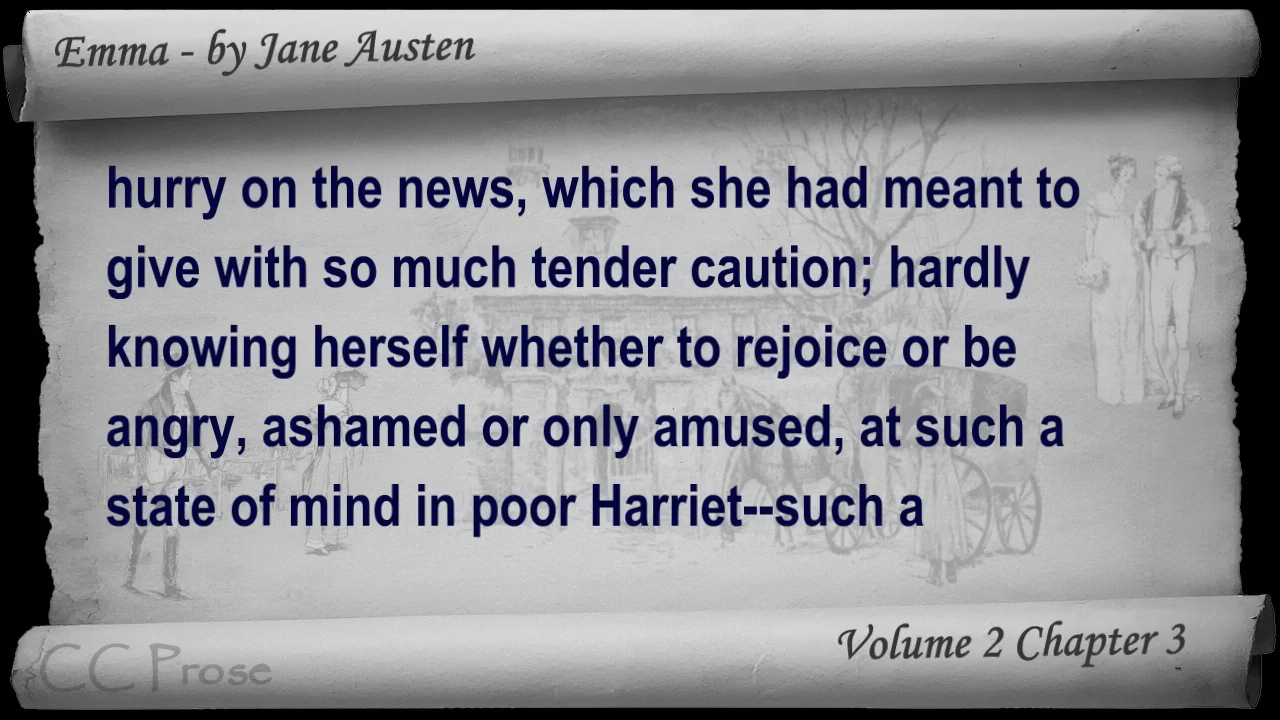 Emma - by Jane Austen
hurry on the news, which she had meant to
give with so much tender caution; hardly
knowing herself whether to rejoice or be
angry, ashamed or only amused, at such a
state of mind in poor Harriet--such a
Volume 2 Chapter 3
CC Prose